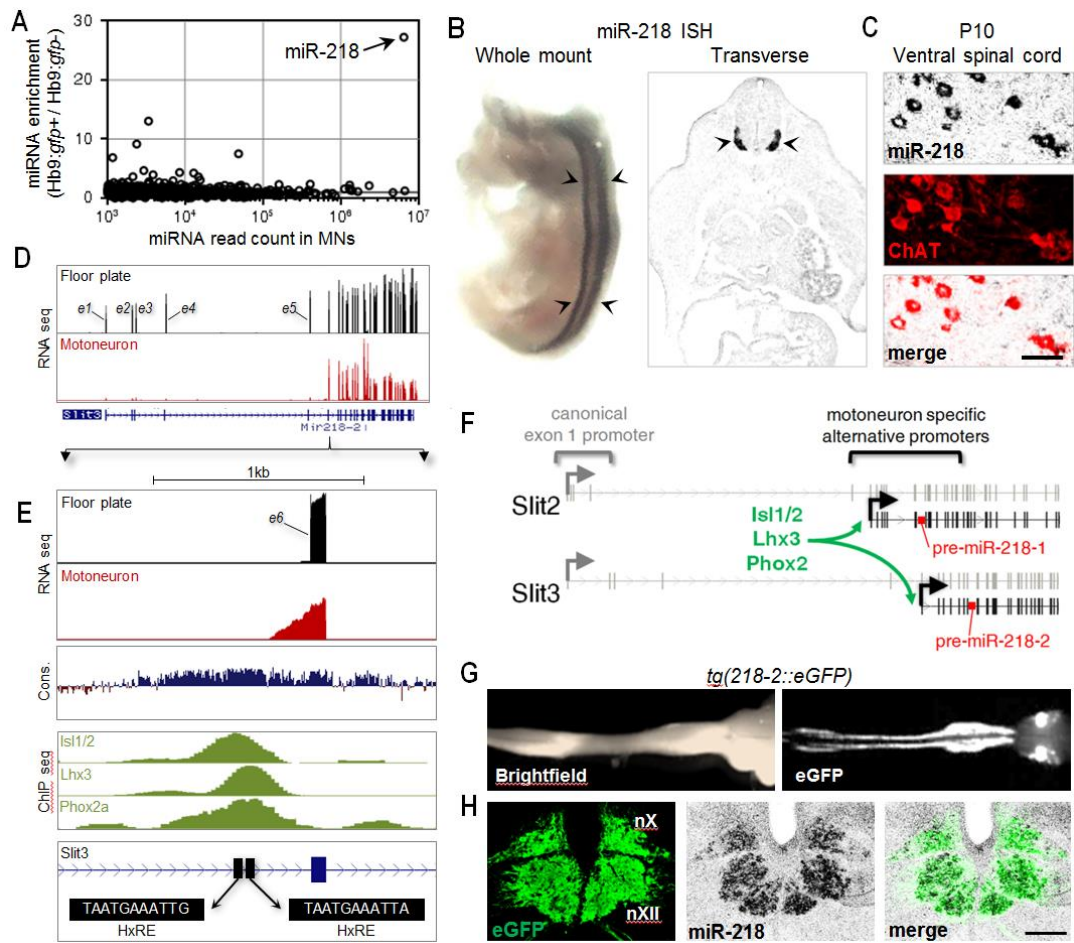 A
miRNA enrichment
(Hb9:gfp+ / Hb9:gfp-)
30
20
10
0
miR-218
10³ 10⁴ 10⁵ 10⁶ 10⁷
miRNA read count in MNs
B
miR-218 ISH
Whole mount
Transverse
C
P10
Ventral spinal cord
miR-218
ChAT
merge
D
RNA seq
Floor plate
e1 e2 e3 e4 e5
Motoneuron
Slit3
Mir218-2
1kb
E
RNA seq
Floor plate
e6
Motoneuron
Cons.
ChIP seq
Isl1/2
Lhx3
Phox2a
Slit3
TAATGAAATTG TAATGAAATTA
HxRE HxRE
F
canonical
exon 1 promoter
motoneuron specific
alternative promoters
Slit2
Isl1/2
Lhx3
Phox2
pre-miR-218-1
Slit3
pre-miR-218-2
G
tg(218-2::eGFP)
Brightfield
eGFP
H
nX
nXII
eGFP
miR-218
merge